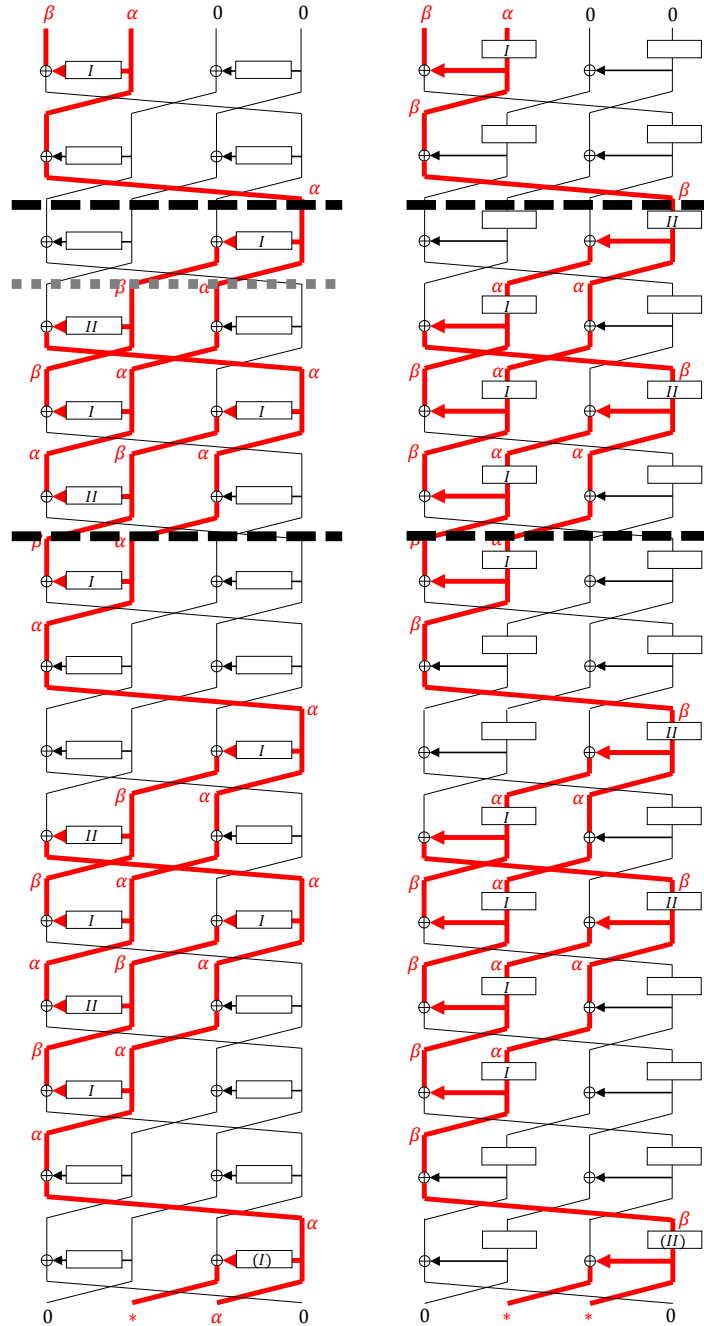 β α 0 0 β α 0 0
I
I
β
α β
II
I
β α α α
I
II
β α α β α β
I II
I I
α β α β α α
I
II
β α β α
I
I
α β
α β
II
I
β α α α
I
II
β α α β α β
I II
I I
α β α β α α
I
II
β α β α
I
I
α β
α β
(II)
(I)
0 * α 0 0 * * 0